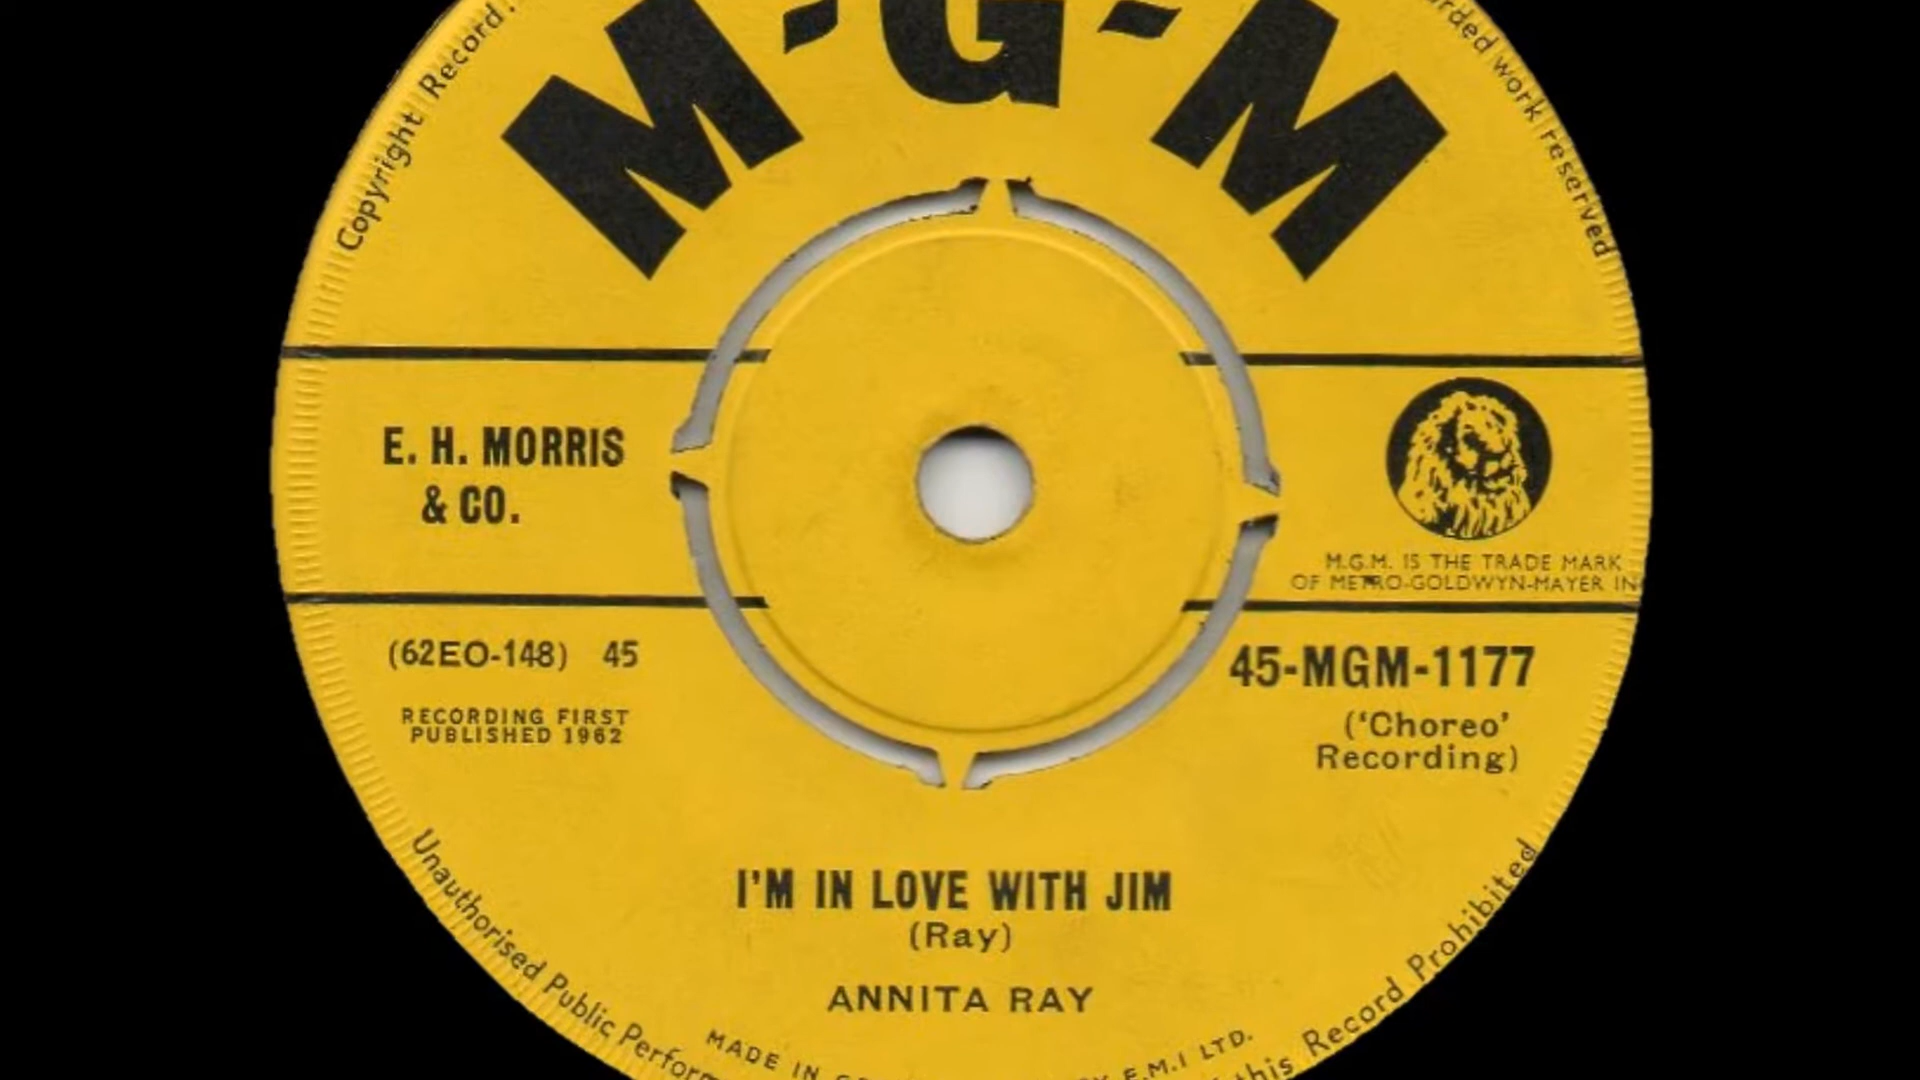 M-G-M
Copyright Record
rded work reserved
E. H. MORRIS
& CO.
M.G.M. IS THE TRADE MARK
OF METRO-GOLDWYN-MAYER IN
(62EO-148) 45
45-MGM-1177
RECORDING FIRST
PUBLISHED 1962
('Choreo'
Recording)
I'M IN LOVE WITH JIM
(Ray)
ANNITA RAY
Unauthorised Public Perform
this Record Prohibited
MADE IN
E.M.I LTD.